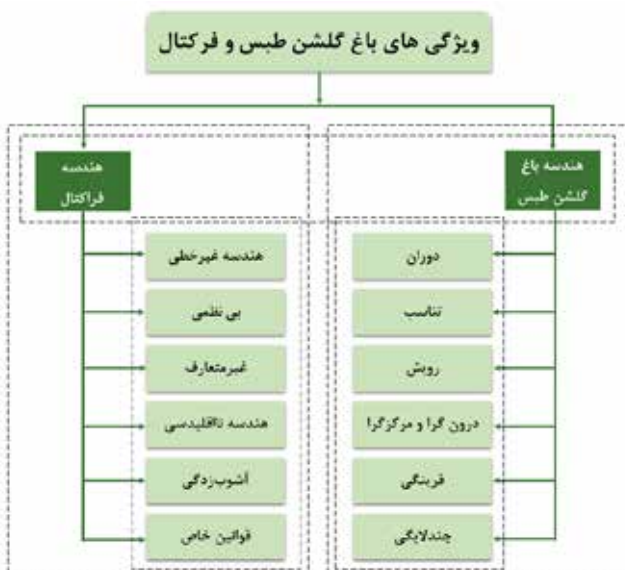 ویژگی های باغ گلشن طبس و فرکتال
هندسه باغ
گلشن طبس
دوران
تناسب
رویش
درون گرا و مرکزگرا
قرینگی
چندلایگی
هندسه
فراکتال
هندسه غیرخطی
بی نظمی
غیرمتعارف
هندسه نااقلیدسی
آشوب‌زدگی
قوانین خاص